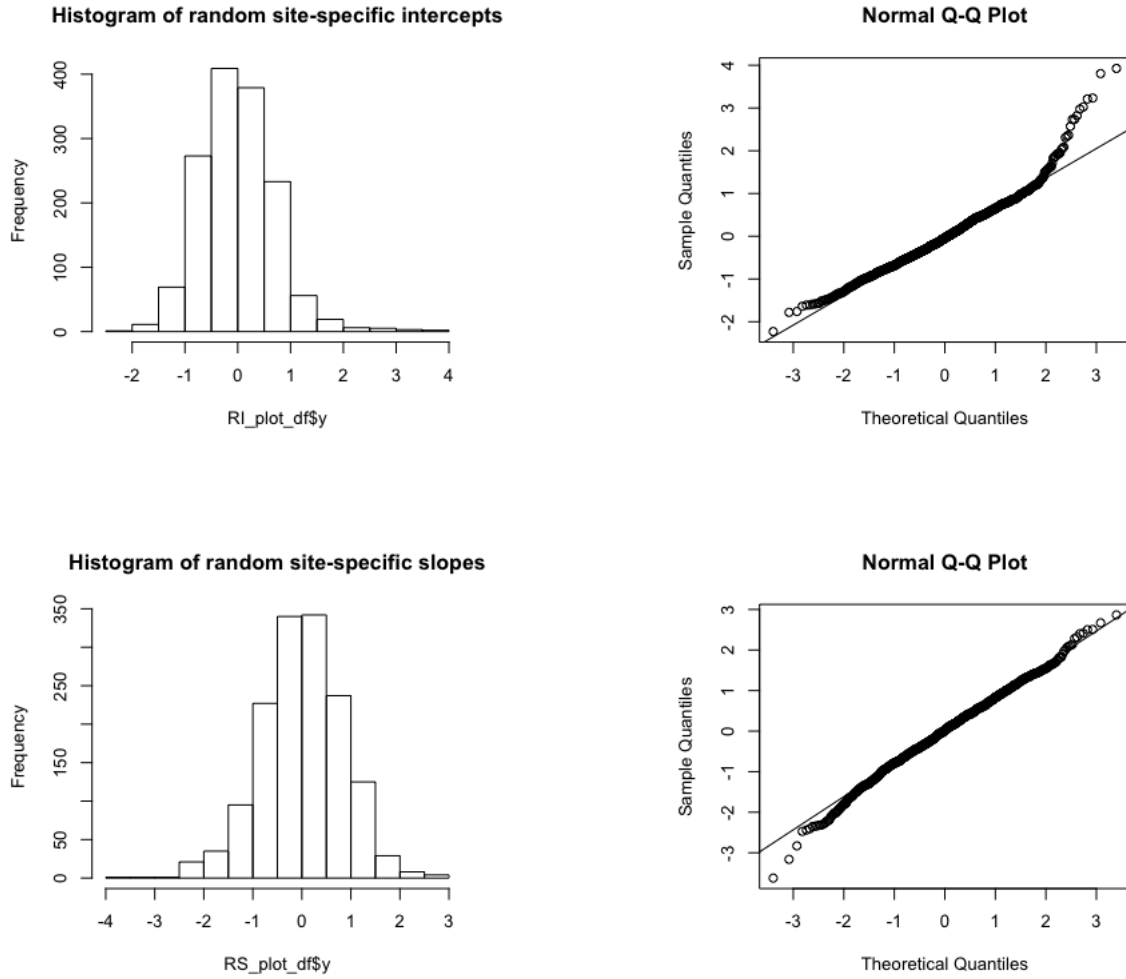 Histogram of random site-specific intercepts
Frequency
0 100 200 300 400
-2 -1 0 1 2 3 4
RI_plot_df$y
Normal Q-Q Plot
Sample Quantiles
-2 -1 0 1 2 3 4
-3 -2 -1 0 1 2 3
Theoretical Quantiles
Histogram of random site-specific slopes
Frequency
0 50 150 250 350
-4 -3 -2 -1 0 1 2 3
RS_plot_df$y
Normal Q-Q Plot
Sample Quantiles
-3 -2 -1 0 1 2 3
-3 -2 -1 0 1 2 3
Theoretical Quantiles